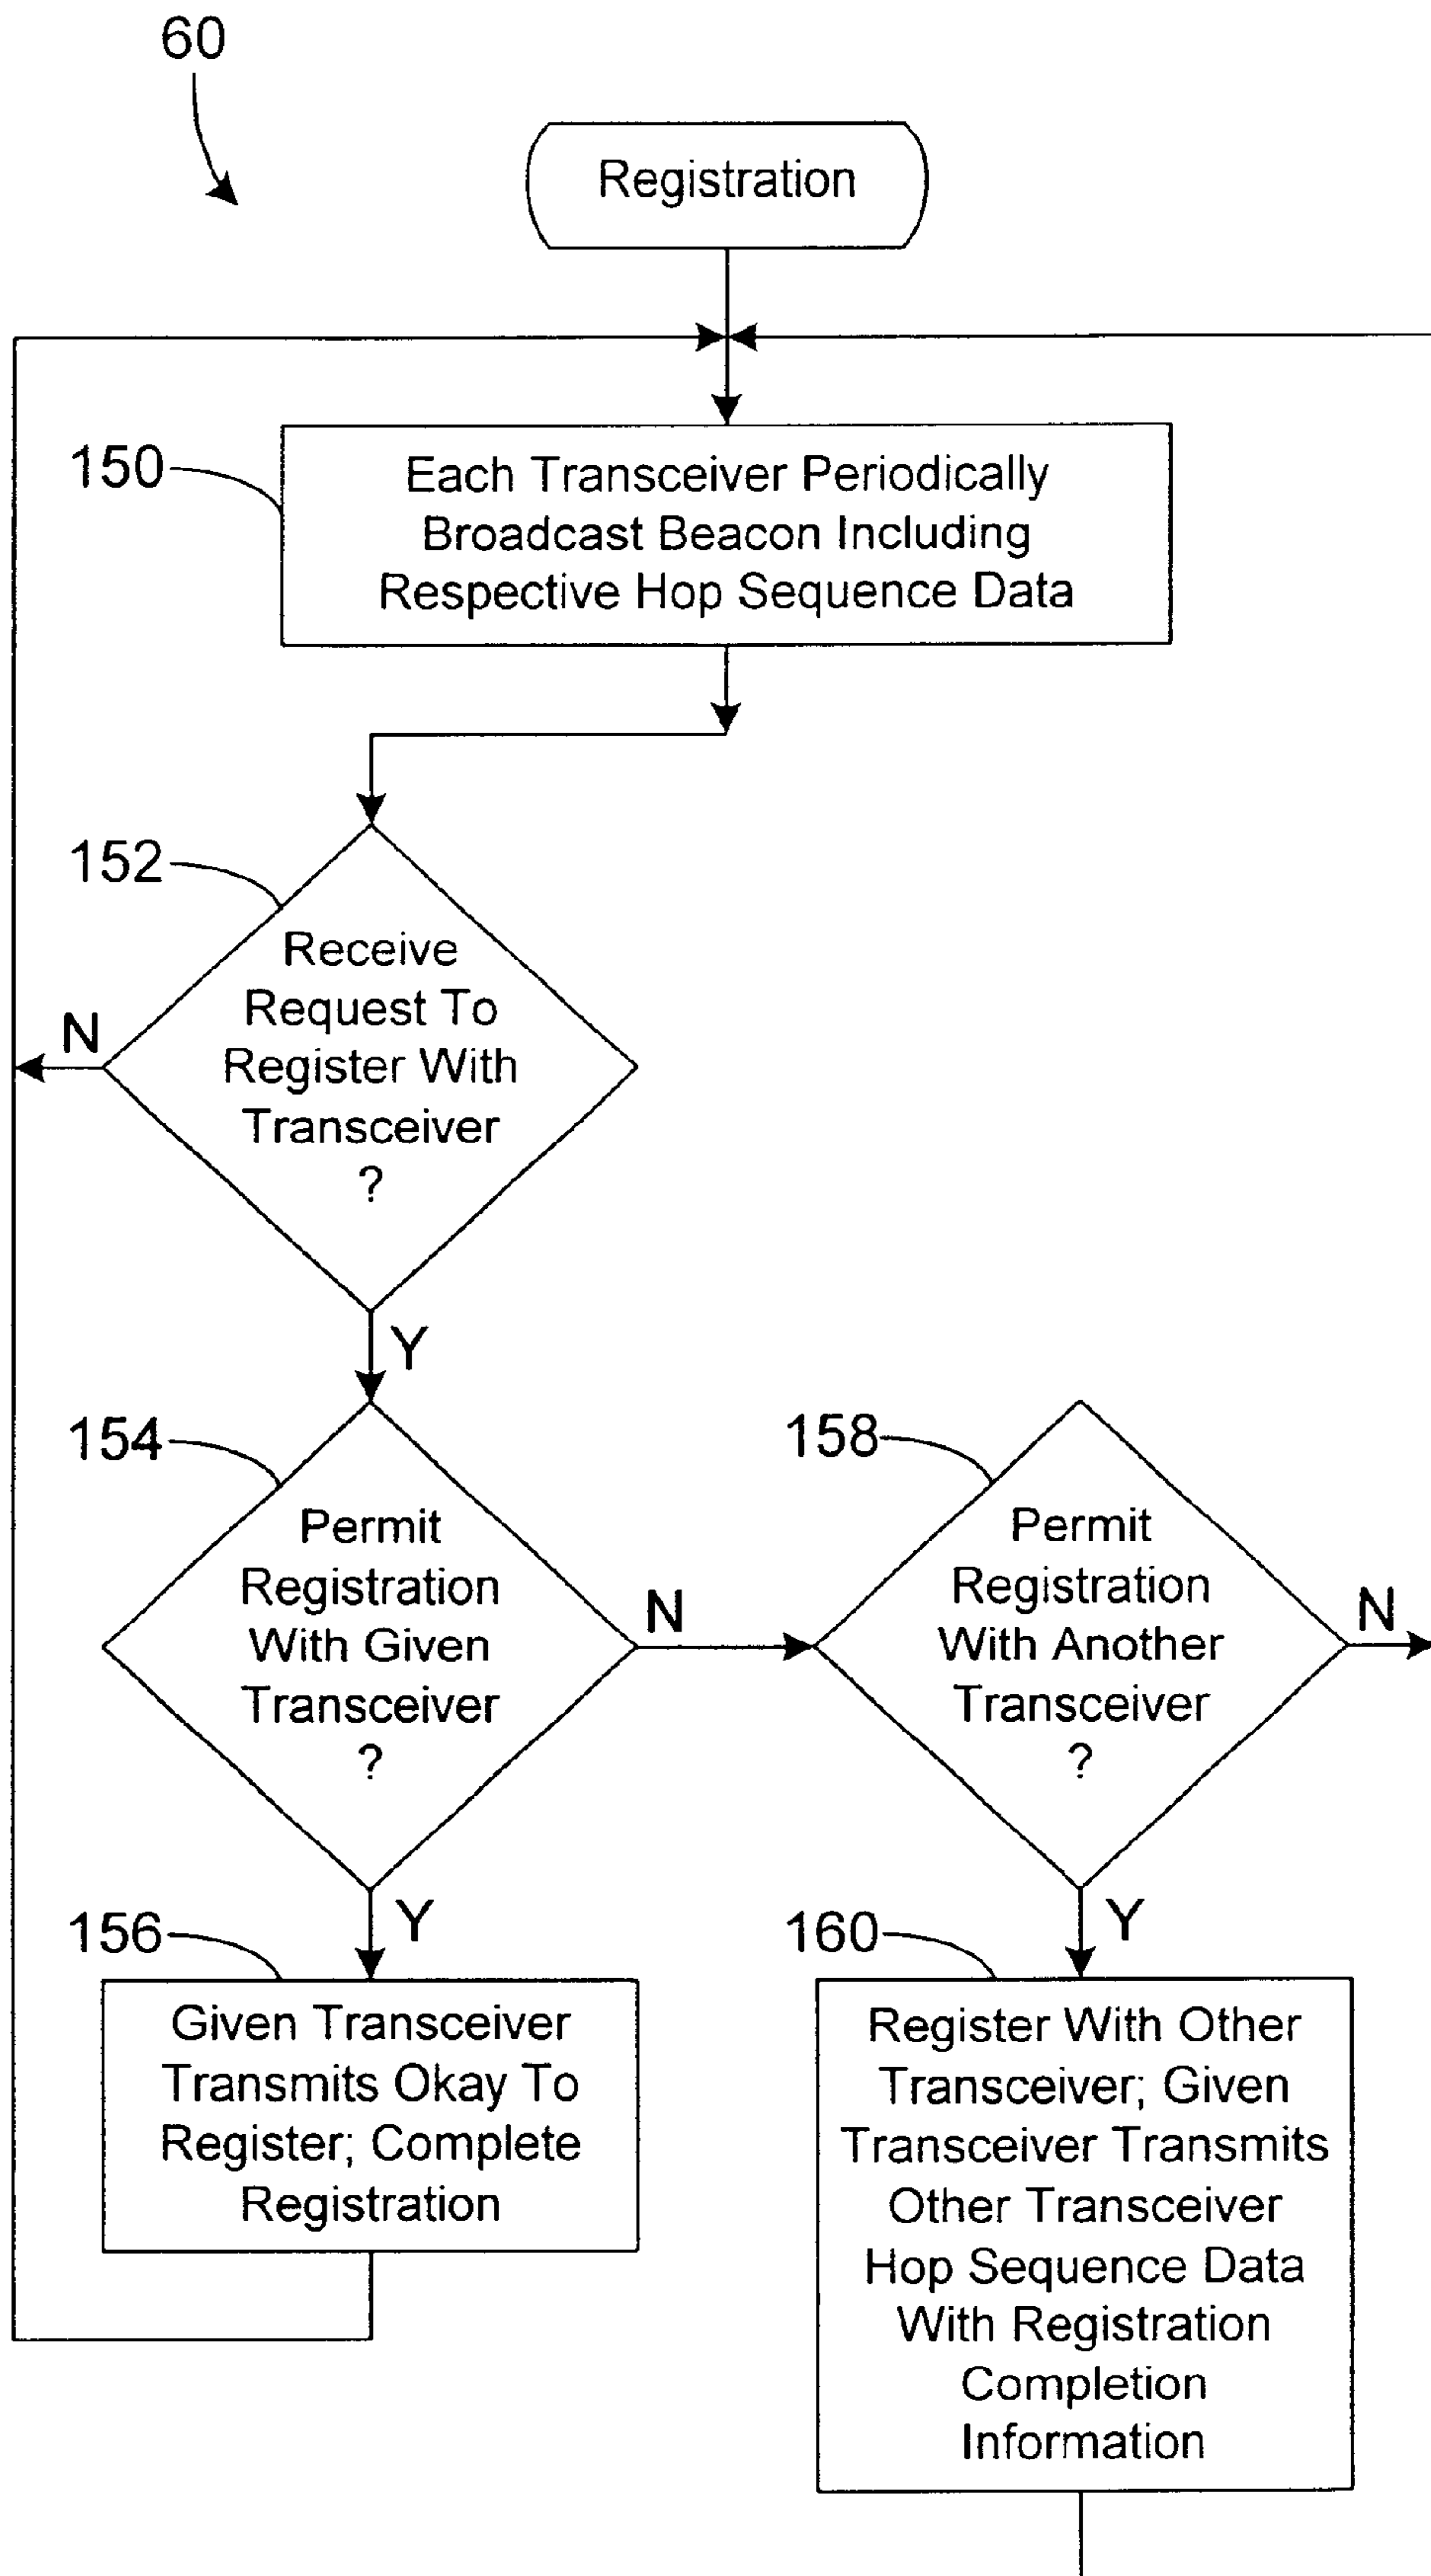 60
Registration
150
Each Transceiver Periodically
Broadcast Beacon Including
Respective Hop Sequence Data
152
Receive
Request To
Register With
Transceiver
?
N
Y
154
Permit
Registration
With Given
Transceiver
?
N
Y
158
Permit
Registration
With Another
Transceiver
?
N
Y
156
Given Transceiver
Transmits Okay To
Register; Complete
Registration
160
Register With Other
Transceiver; Given
Transceiver Transmits
Other Transceiver
Hop Sequence Data
With Registration
Completion
Information